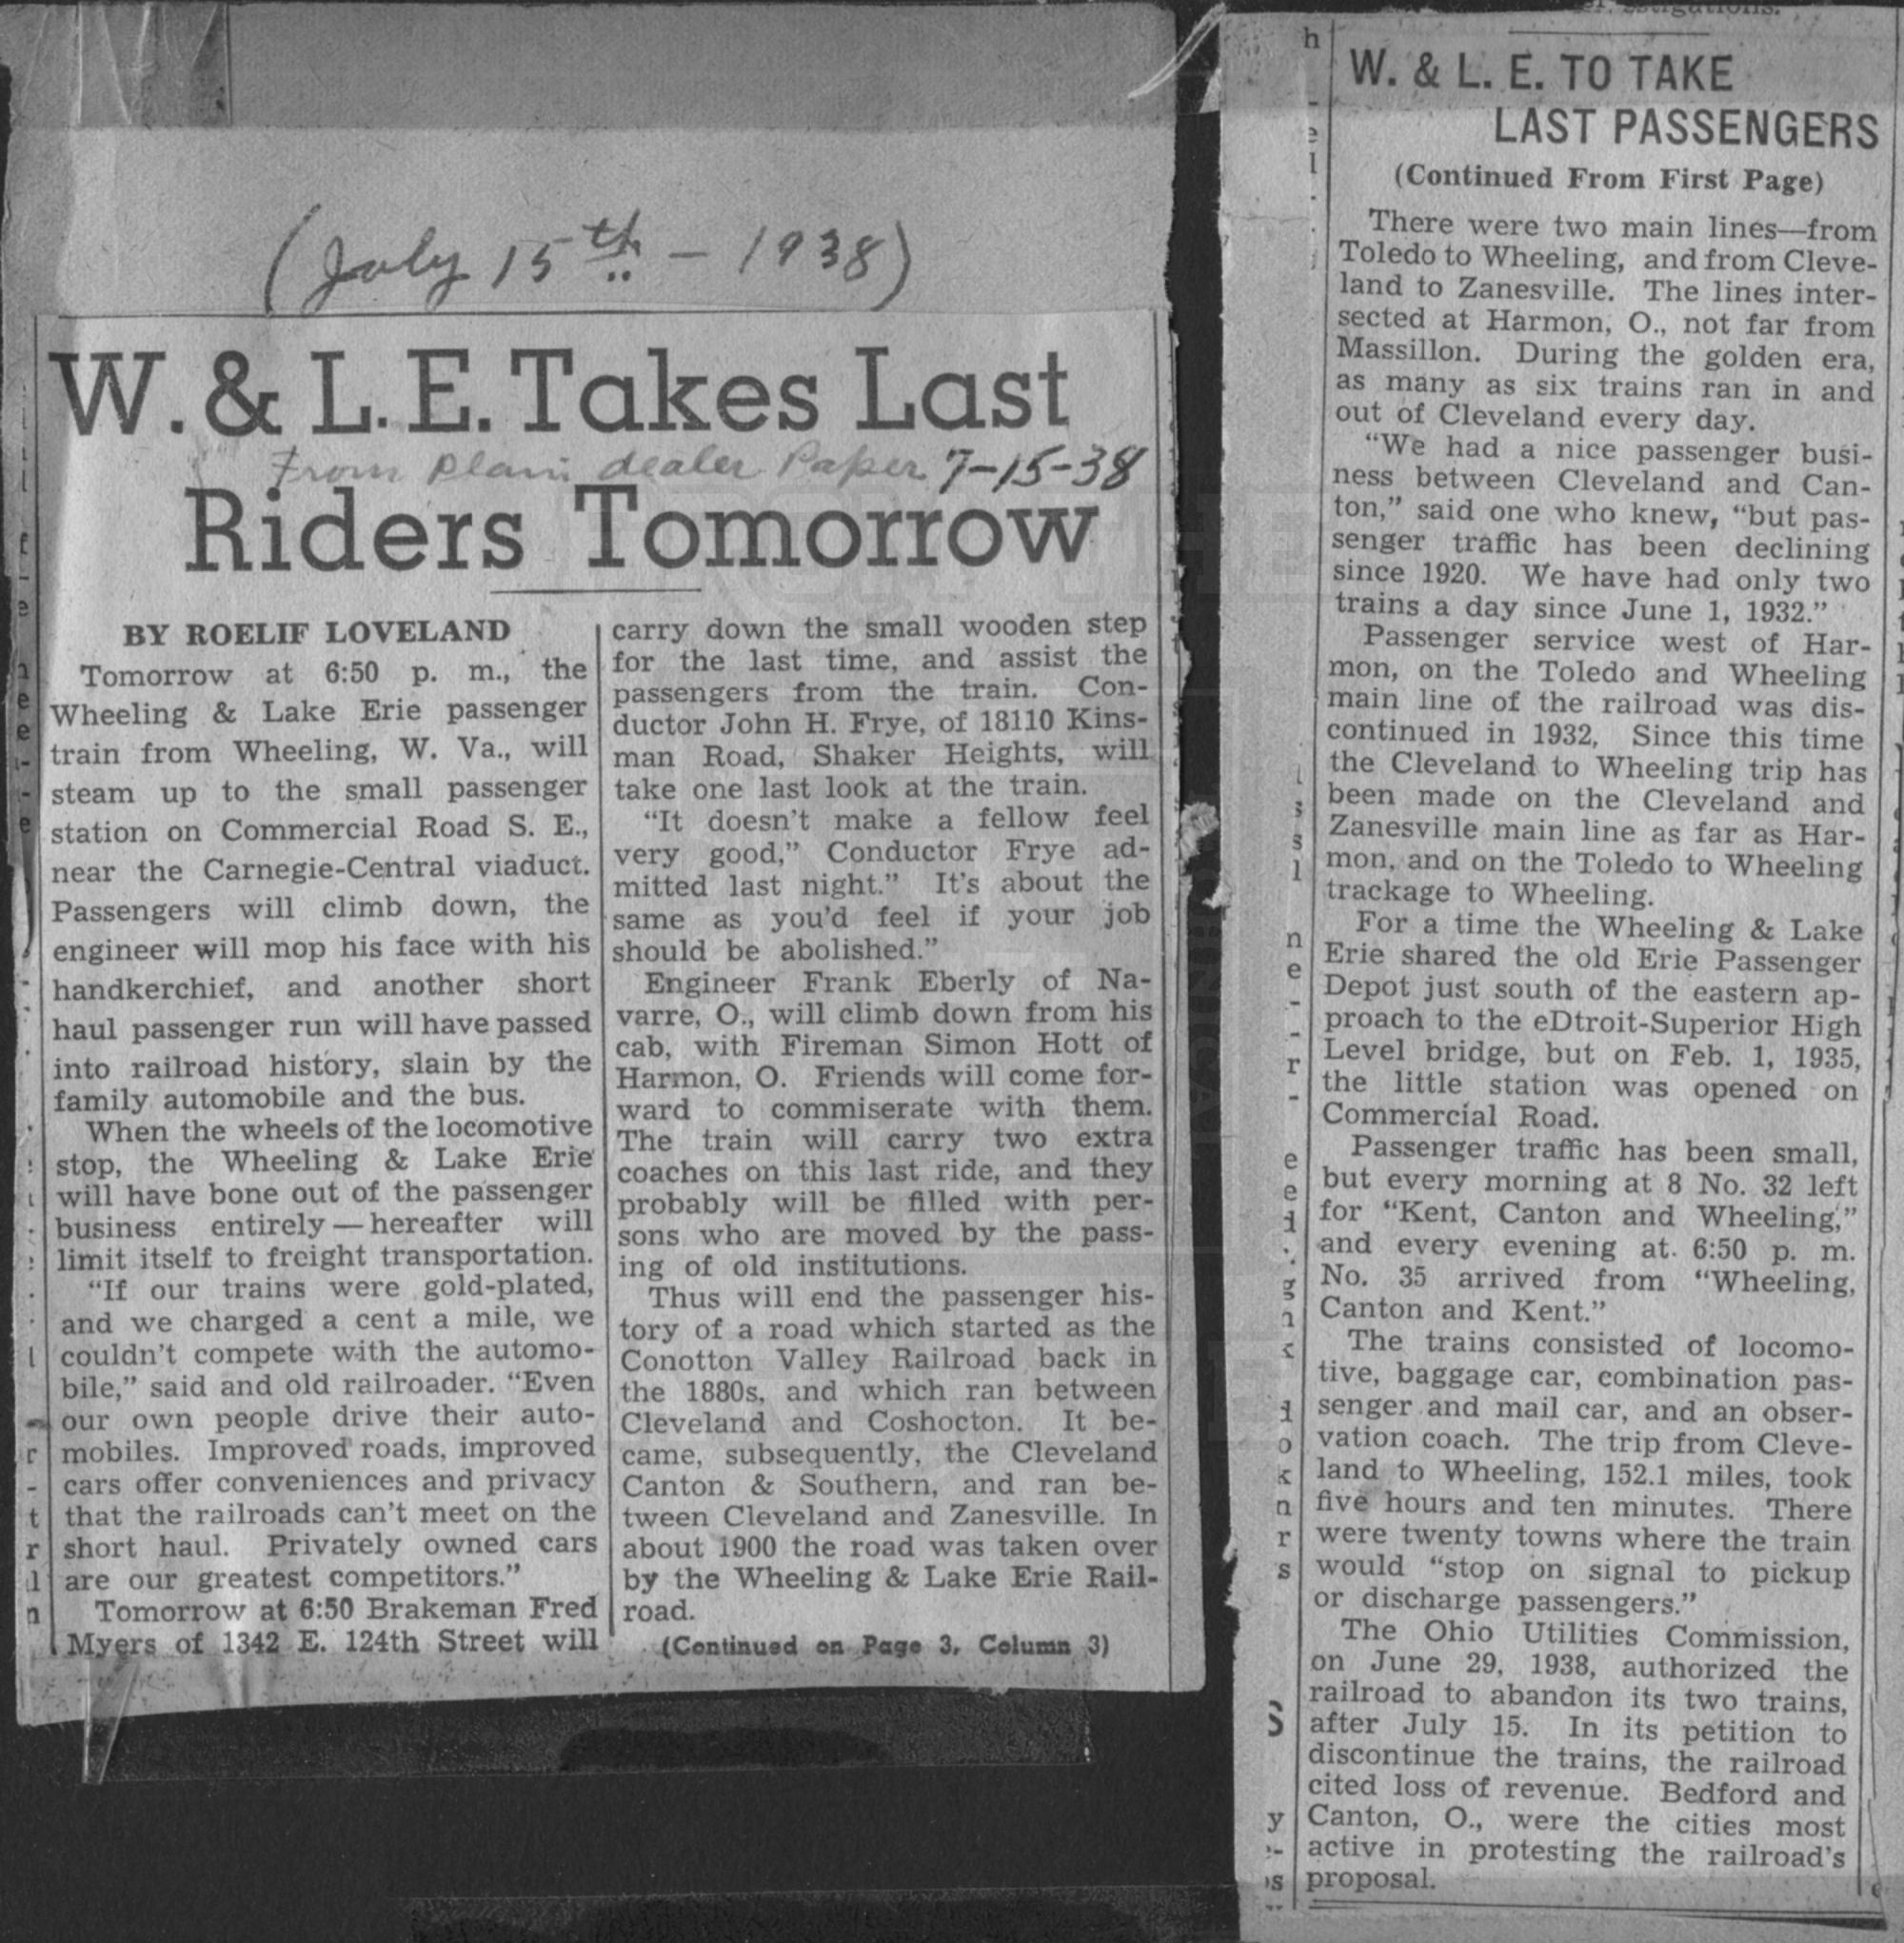 (July 15th - 1938)
W. & L. E. Takes Last
From plain dealer Paper 7-15-38
Riders Tomorrow
BY ROELIF LOVELAND
Tomorrow at 6:50 p. m., the
Wheeling & Lake Erie passenger
train from Wheeling, W. Va., will
steam up to the small passenger
station on Commercial Road S. E.,
near the Carnegie-Central viaduct.
Passengers will climb down, the
engineer will mop his face with his
handkerchief, and another short
haul passenger run will have passed
into railroad history, slain by the
family automobile and the bus.
When the wheels of the locomotive
stop, the Wheeling & Lake Erie
will have bone out of the passenger
business entirely — hereafter will
limit itself to freight transportation.
“If our trains were gold-plated,
and we charged a cent a mile, we
couldn't compete with the automo-
bile,” said and old railroader. “Even
our own people drive their auto-
mobiles. Improved roads, improved
cars offer conveniences and privacy
that the railroads can't meet on the
short haul. Privately owned cars
are our greatest competitors.”
Tomorrow at 6:50 Brakeman Fred
Myers of 1342 E. 124th Street will
carry down the small wooden step
for the last time, and assist the
passengers from the train. Con-
ductor John H. Frye, of 18110 Kins-
man Road, Shaker Heights, will
take one last look at the train.
“It doesn't make a fellow feel
very good,” Conductor Frye ad-
mitted last night.” It's about the
same as you'd feel if your job
should be abolished.”
Engineer Frank Eberly of Na-
varre, O., will climb down from his
cab, with Fireman Simon Hott of
Harmon, O. Friends will come for-
ward to commiserate with them.
The train will carry two extra
coaches on this last ride, and they
probably will be filled with per-
sons who are moved by the pass-
ing of old institutions.
Thus will end the passenger his-
tory of a road which started as the
Conotton Valley Railroad back in
the 1880s, and which ran between
Cleveland and Coshocton. It be-
came, subsequently, the Cleveland
Canton & Southern, and ran be-
tween Cleveland and Zanesville. In
about 1900 the road was taken over
by the Wheeling & Lake Erie Rail-
road.
(Continued on Page 3, Column 3)
W. & L. E. TO TAKE
LAST PASSENGERS
(Continued From First Page)
There were two main lines—from
Toledo to Wheeling, and from Cleve-
land to Zanesville. The lines inter-
sected at Harmon, O., not far from
Massillon. During the golden era,
as many as six trains ran in and
out of Cleveland every day.
“We had a nice passenger busi-
ness between Cleveland and Can-
ton,” said one who knew, “but pas-
senger traffic has been declining
since 1920. We have had only two
trains a day since June 1, 1932.”
Passenger service west of Har-
mon, on the Toledo and Wheeling
main line of the railroad was dis-
continued in 1932, Since this time
the Cleveland to Wheeling trip has
been made on the Cleveland and
Zanesville main line as far as Har-
mon, and on the Toledo to Wheeling
trackage to Wheeling.
For a time the Wheeling & Lake
Erie shared the old Erie Passenger
Depot just south of the eastern ap-
proach to the eDtroit-Superior High
Level bridge, but on Feb. 1, 1935,
the little station was opened on
Commercial Road.
Passenger traffic has been small,
but every morning at 8 No. 32 left
for “Kent, Canton and Wheeling,”
and every evening at 6:50 p. m.
No. 35 arrived from “Wheeling,
Canton and Kent.”
The trains consisted of locomo-
tive, baggage car, combination pas-
senger and mail car, and an obser-
vation coach. The trip from Cleve-
land to Wheeling, 152.1 miles, took
five hours and ten minutes. There
were twenty towns where the train
would “stop on signal to pickup
or discharge passengers.”
The Ohio Utilities Commission,
on June 29, 1938, authorized the
railroad to abandon its two trains,
after July 15. In its petition to
discontinue the trains, the railroad
cited loss of revenue. Bedford and
Canton, O., were the cities most
active in protesting the railroad's
proposal.